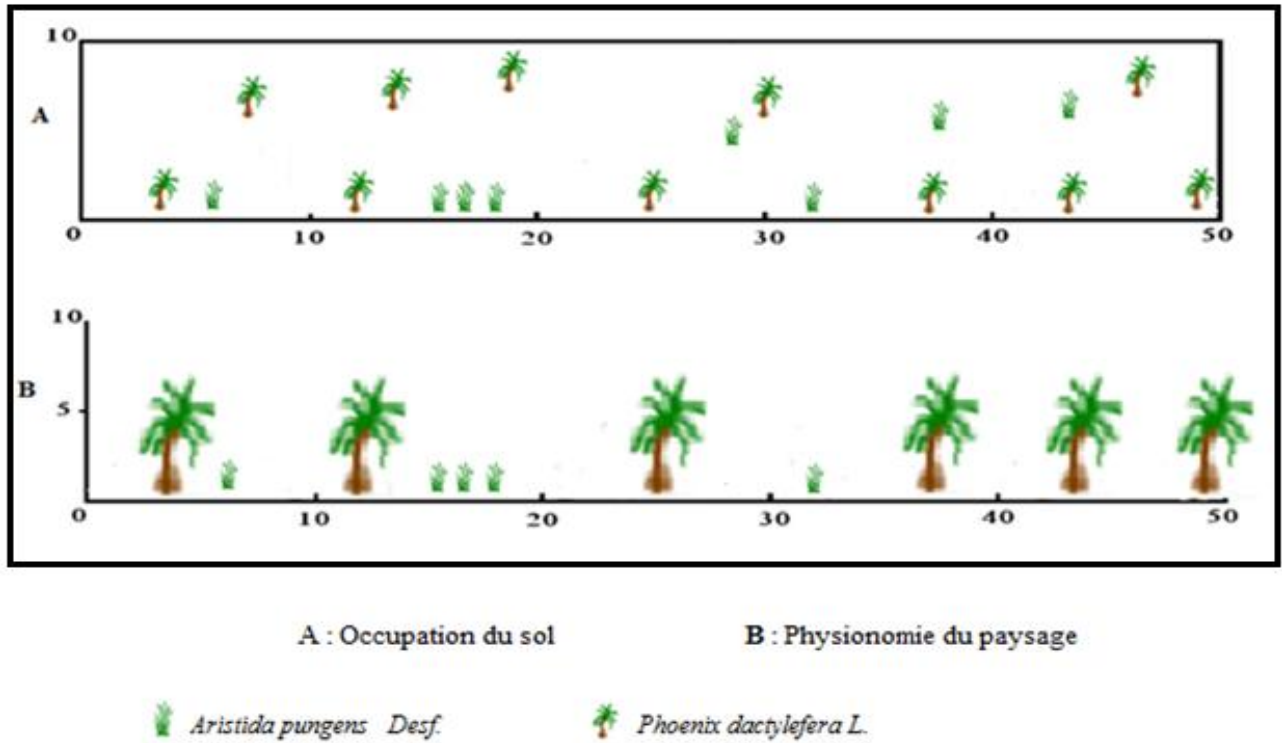 10
A
0 10 20 30 40 50
10
B
5
0 10 20 30 40 50
A : Occupation du sol B : Physionomie du paysage
Aristida pungens Desf. Phoenix dactylefera L.